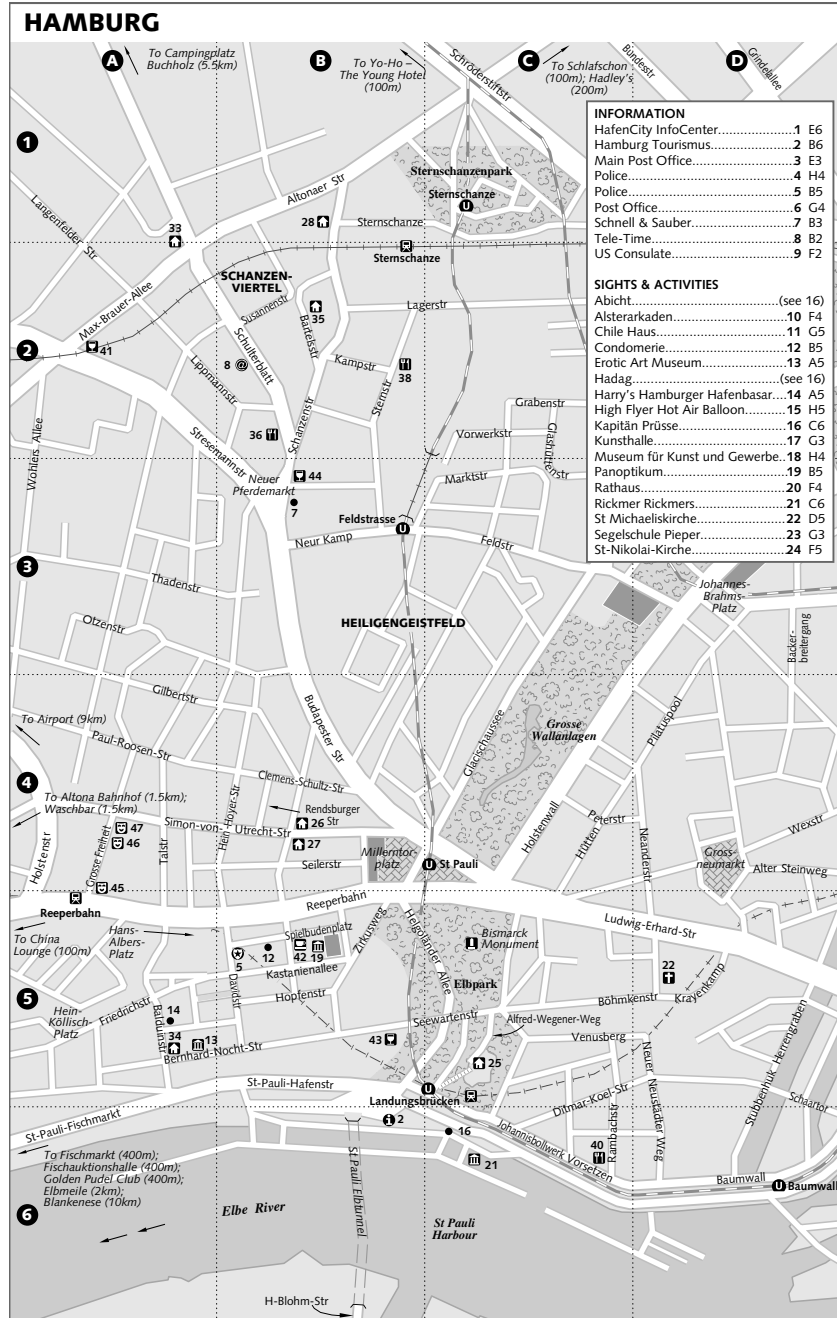 HAMBURG
A
B
C
D
To Campingplatz
Buchholz (5.5km)
To Yo-Ho –
The Young Hotel
(100m)
Schröderstiftstr
To Schlafschon
(100m); Hadley's
(200m)
Bundesstr
Grindelallee
INFORMATION
HafenCity InfoCenter 1 E6
Hamburg Tourismus 2 B6
Main Post Office 3 E3
Police 4 H4
Police 5 B5
Post Office 6 G4
Schnell & Sauber 7 B3
Tele-Time 8 B2
US Consulate 9 F2
SIGHTS & ACTIVITIES
Abicht (see 16)
Alsterarkaden 10 F4
Chile Haus 11 G5
Condomerie 12 B5
Erotic Art Museum 13 A5
Hadag (see 16)
Harry's Hamburger Hafenbasar 14 A5
High Flyer Hot Air Balloon 15 H5
Kapitän Prüsse 16 C6
Kunsthalle 17 G3
Museum für Kunst und Gewerbe 18 H4
Panoptikum 19 B5
Rathaus 20 F4
Rickmer Rickmers 21 C6
St Michaeliskirche 22 D5
Segelschule Pieper 23 G3
St-Nikolai-Kirche 24 F5
1
Sternschanzenpark
Sternschanze
U
Altonaer Str
Langenfelder Str
33
28
Sternschanze
Sternschanze
SCHANZEN-
VIERTEL
Susannenstr
35
Lagerstr
Max-Brauer-Allee
Bartelsstr
2
41
Schulterblatt
8 @
Kampstr
38
Lippmannstr
Sternstr
Schanzenstr
Grabenstr
Wohlers Allee
Stresemannstr
36
Vorwerkstr
Glashüttenstr
Neuer
Pferdemarkt
44
Marktstr
7
Feldstrasse
U
Neur Kamp
Feldstr
3
Thadenstr
Johannes-
Brahms-
Platz
Otzenstr
HEILIGENGEISTFELD
Bäcker-
breitergang
Gilbertstr
Budapester Str
To Airport (9km)
Paul-Roosen-Str
Glacischaussee
Grosse
Wallanlagen
Pilatuspool
4
Clemens-Schultz-Str
To Altona Bahnhof (1.5km);
Waschbar (1.5km)
Hein-Hoyer-Str
Rendsburger
Str
26
47
46
Simon-von-Utrecht-Str
27
Holstenwall
Peterstr
Hütten
Wexstr
Holstenstr
Grosse Freiheit
Talstr
Seilerstr
Millerntor-
platz
U St Pauli
Neanderstr
Gross-
neumarkt
Alter Steinweg
45
Reeperbahn
Reeperbahn
Ludwig-Erhard-Str
To China
Lounge (100m)
Hans-
Albers-
Platz
Spielbudenplatz
Zirkusweg
Helgoländer Allee
Bismarck
Monument
5
12
42
19
Kastanienallee
22
5
Elbpark
Krayenkamp
Davidstr
Hopfenstr
Böhmkenstr
Hein-
Köllisch-
Platz
Friedrichstr
14
Balduinstr
Seewartenstr
Alfred-Wegener-Weg
34
13
43
Venusberg
Bernhard-Nocht-Str
25
Neuer
Neustädter Weg
Herrengraben
Stubbenhuk
St-Pauli-Hafenstr
U
Landungsbrücken
Ditmar-Koel-Str
Schaartor
St-Pauli-Fischmarkt
i 2
16
Johannisbollwerk Vorsetzen
Rambachstr
40
To Fischmarkt (400m);
Fischauktionshalle (400m);
Golden Pudel Club (400m);
Elbmeile (2km);
Blankenese (10km)
21
Baumwall
U Baumwall
6
St Pauli Elbtunnel
Elbe River
St Pauli
Harbour
H-Blohm-Str